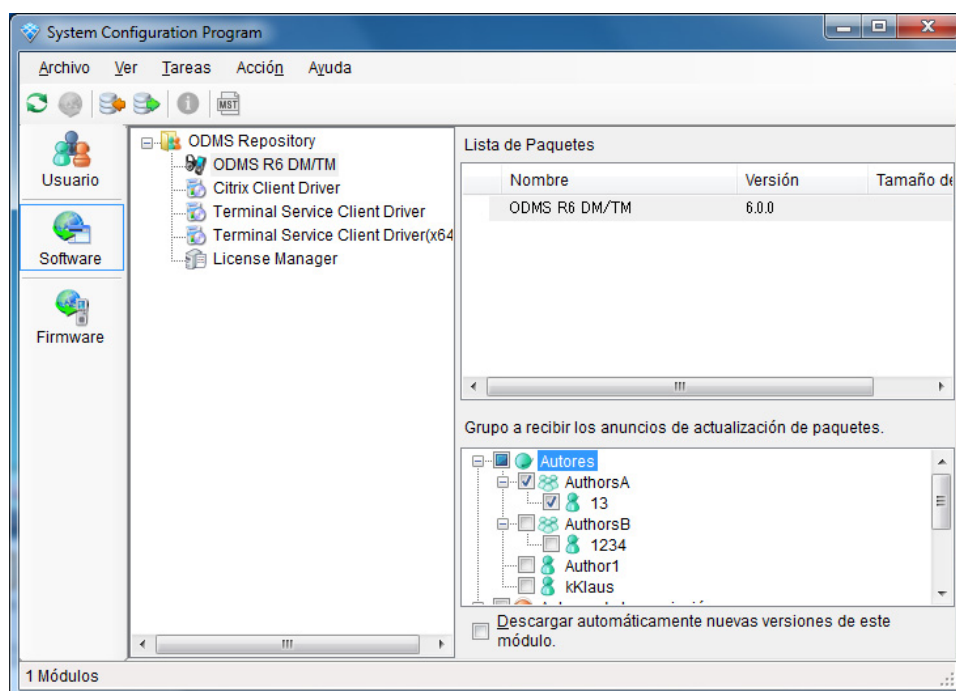 System Configuration Program
Archivo Ver Tareas Acción Ayuda
MST
Usuario
Software
Firmware
ODMS Repository
ODMS R6 DM/TM
Citrix Client Driver
Terminal Service Client Driver
Terminal Service Client Driver(x64
License Manager
Lista de Paquetes
Nombre Versión Tamaño de
ODMS R6 DM/TM 6.0.0
Grupo a recibir los anuncios de actualización de paquetes.
Autores
AuthorsA
13
AuthorsB
1234
Author1
kKlaus
Descargar automáticamente nuevas versiones de este
módulo.
1 Módulos